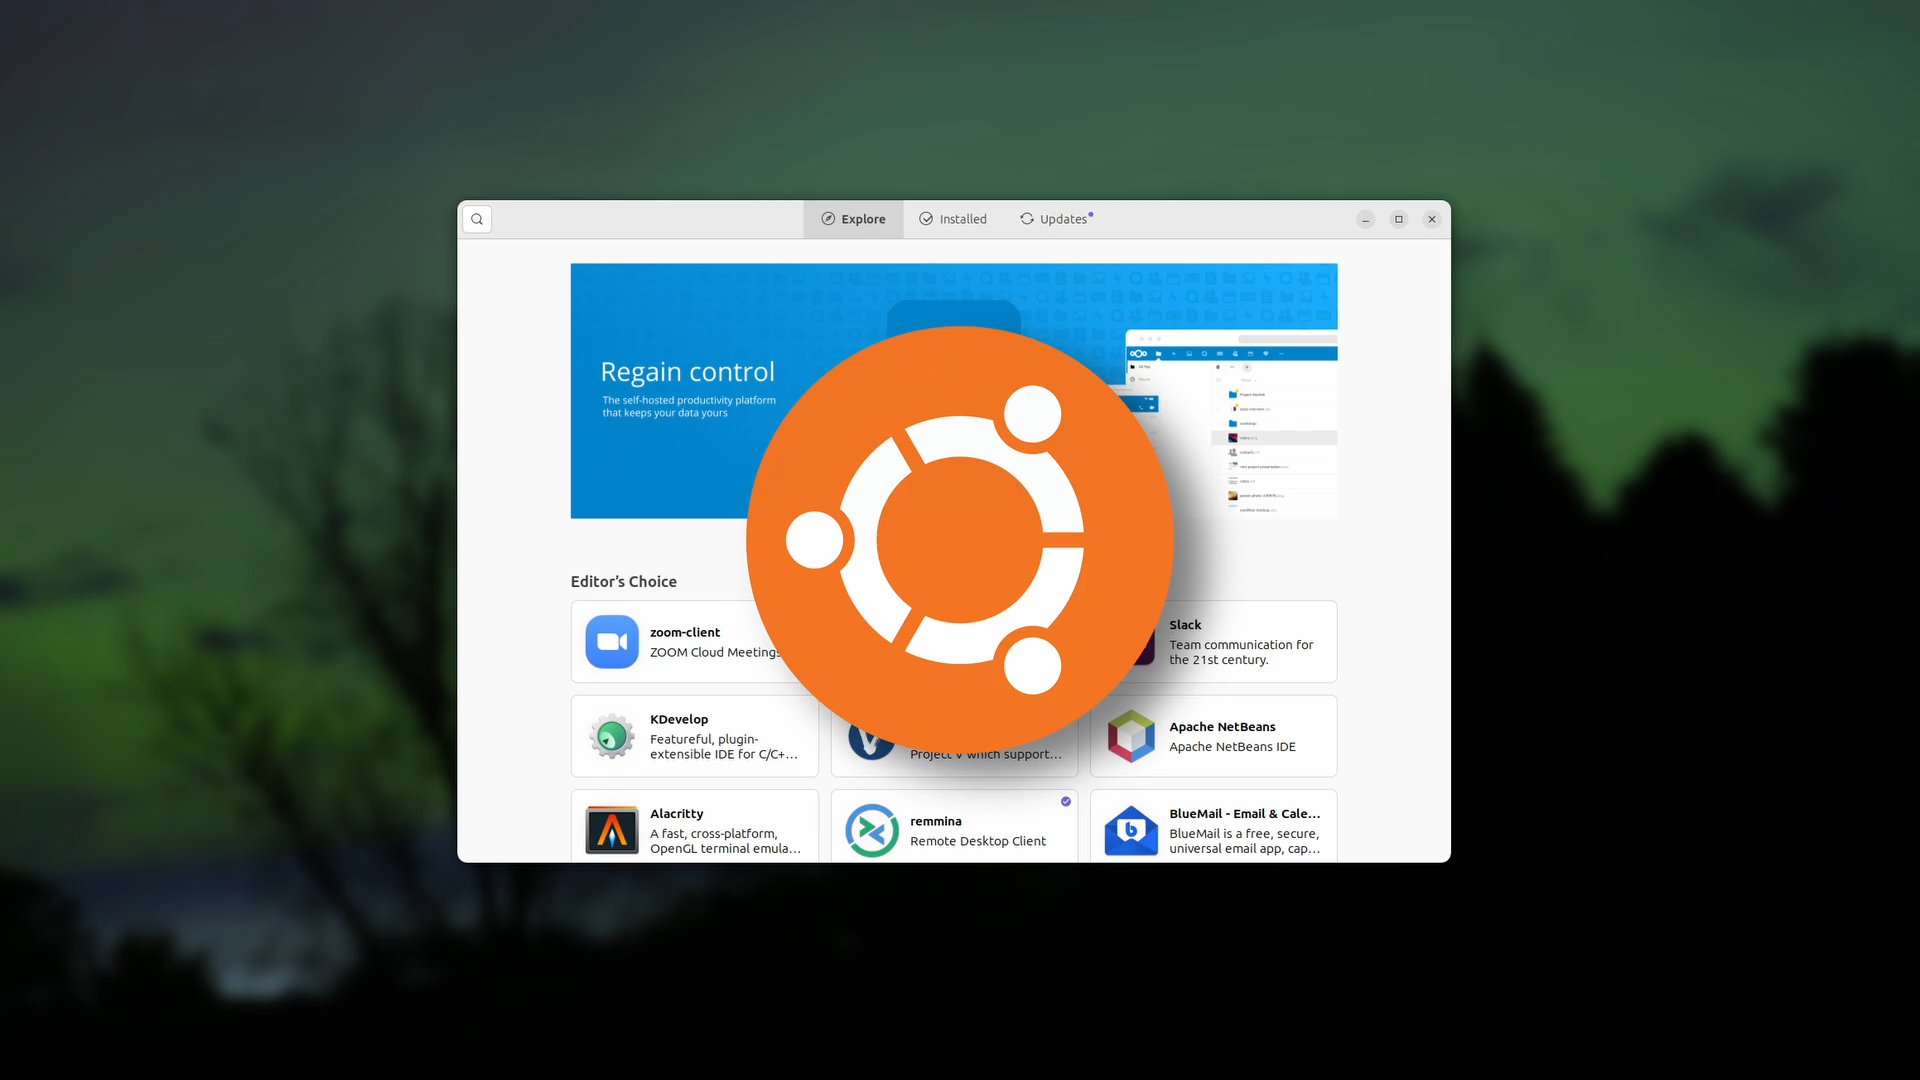 Explore
Installed
Updates
Regain control
The self-hosted productivity platform
that keeps your data yours
Editor’s Choice
zoom-client
ZOOM Cloud Meetings
Slack
Team communication for
the 21st century.
KDevelop
Featureful, plugin-
extensible IDE for C/C+...
Project V which support...
Apache NetBeans
Apache NetBeans IDE
Alacritty
A fast, cross-platform,
OpenGL terminal emula...
remmina
Remote Desktop Client
BlueMail - Email & Cale...
BlueMail is a free, secure,
universal email app, cap...